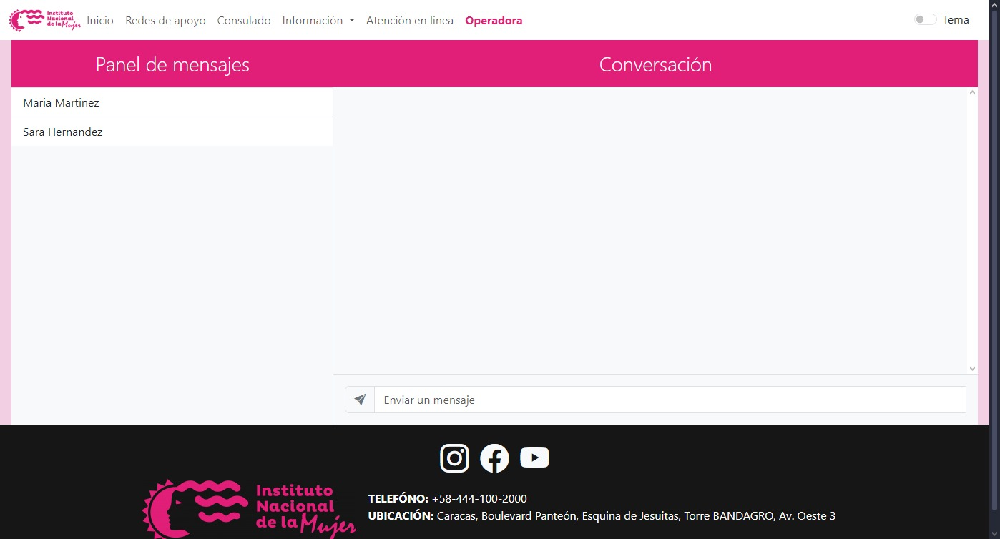 Instituto
Nacional
de la Mujer
Inicio Redes de apoyo Consulado Información Atención en linea Operadora Tema
Panel de mensajes Conversación
Maria Martinez
Sara Hernandez
Enviar un mensaje
Instituto
Nacional
de la Mujer
TELEFÓNO: +58-444-100-2000
UBICACIÓN: Caracas, Boulevard Panteón, Esquina de Jesuitas, Torre BANDAGRO, Av. Oeste 3